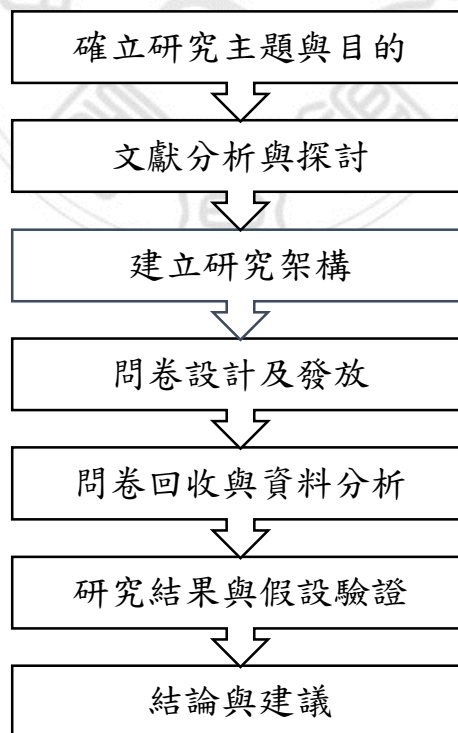 確立研究主題與目的
文獻分析與探討
建立研究架構
問卷設計及發放
問卷回收與資料分析
研究結果與假設驗證
結論與建議